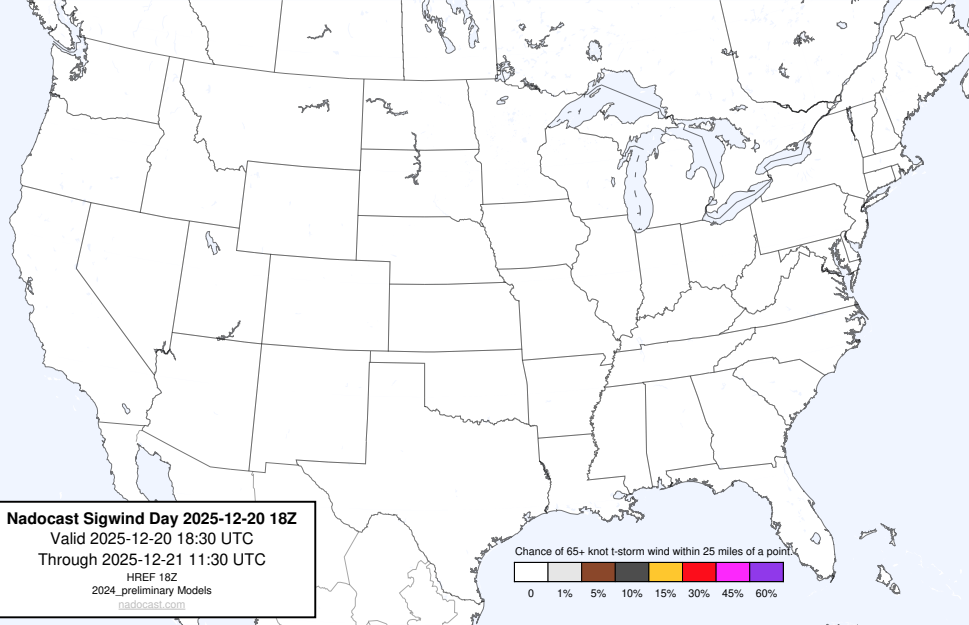 Nadocast Sigwind Day 2025-12-20 18Z
Valid 2025-12-20 18:30 UTC
Through 2025-12-21 11:30 UTC
HREF 18Z
2024_preliminary Models
nadocast.com
Chance of 65+ knot t-storm wind within 25 miles of a point.
0 1% 5% 10% 15% 30% 45% 60%